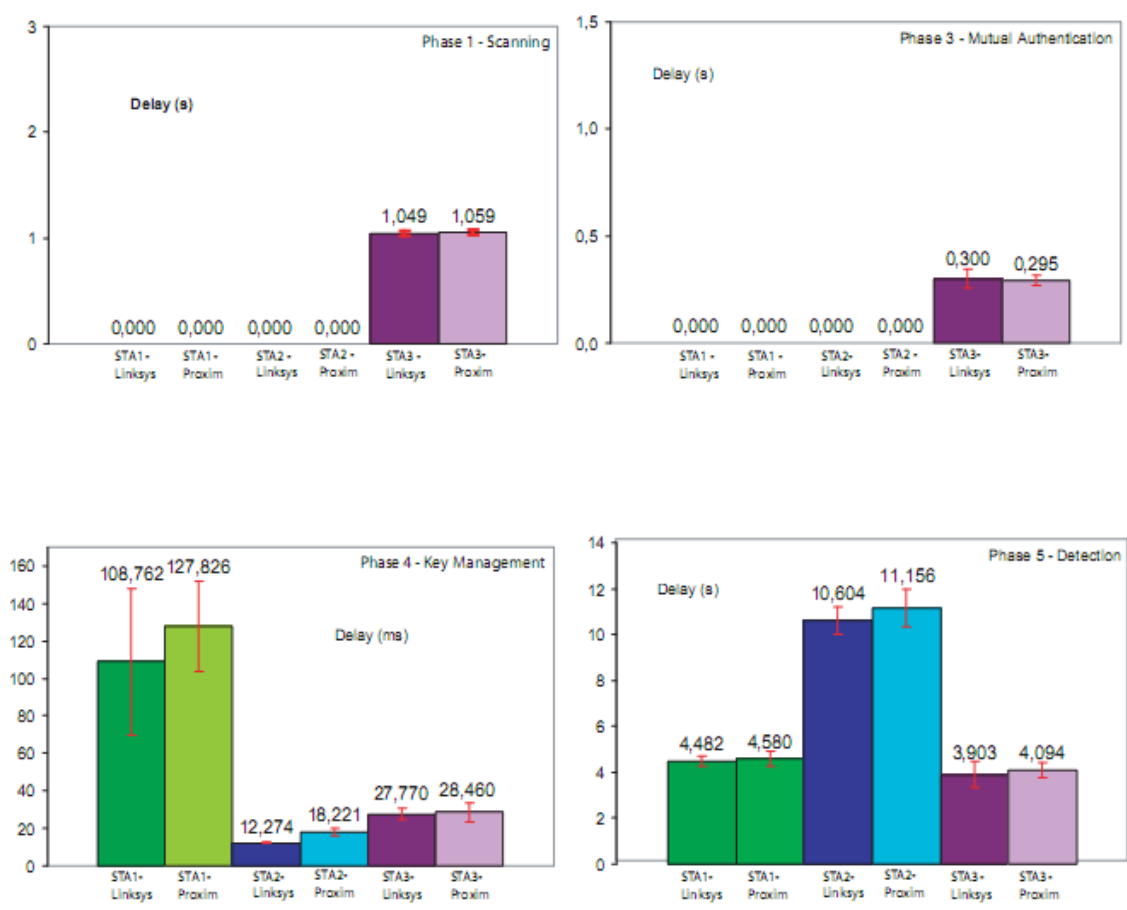 Phase 1 - Scanning
Delay (s)
3
2
1
0
1,049
1,059
0,000
0,000
0,000
0,000
STA1 - Linksys
STA1 - Proxim
STA2 - Linksys
STA2 - Proxim
STA3 - Linksys
STA3- Proxim
Phase 3 - Mutual Authentication
Delay (s)
1,5
1,0
0,5
0,0
0,300
0,295
0,000
0,000
0,000
0,000
STA1 - Linksys
STA1 - Proxim
STA2- Linksys
STA2 - Proxim
STA3- Linksys
STA3- Proxim
Phase 4 - Key Management
Delay (ms)
160
140
120
100
80
60
40
20
0
108,762
127,826
12,274
18,221
27,770
28,460
STA1- Linksys
STA1- Proxim
STA2- Linksys
STA2- Proxim
STA3- Linksys
STA3- Proxim
Phase 5 - Detection
Delay (s)
14
12
10
8
6
4
2
0
4,482
4,580
10,604
11,156
3,903
4,094
STA1- Linksys
STA1- Proxim
STA2- Linksys
STA2- Proxim
STA3- Linksys
STA3- Proxim